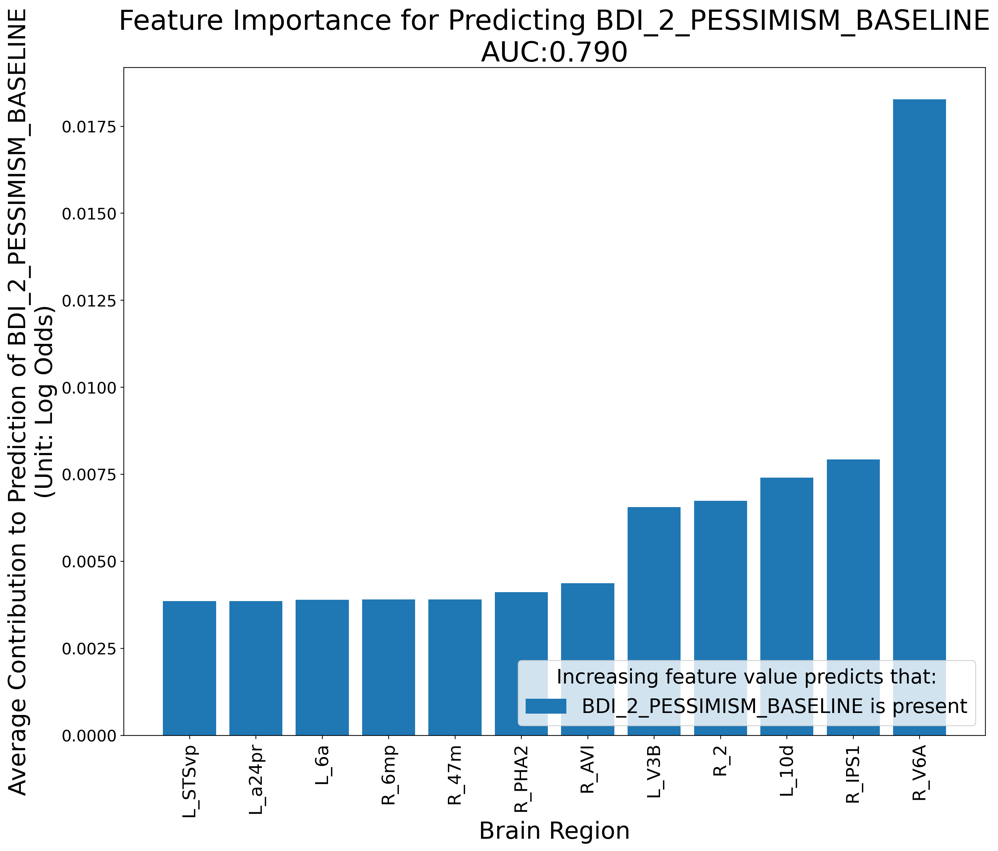 Feature Importance for Predicting BDI_2_PESSIMISM_BASELINE
AUC:0.790
Average Contribution to Prediction of BDI_2_PESSIMISM_BASELINE
(Unit: Log Odds)
0.0175
0.0150
0.0125
0.0100
0.0075
0.0050
0.0025
0.0000
Increasing feature value predicts that:
BDI_2_PESSIMISM_BASELINE is present
L_STSvp
L_a24pr
L_6a
R_6mp
R_47m
R_PHA2
R_AVI
L_V3B
R_2
L_10d
R_IPS1
R_V6A
Brain Region